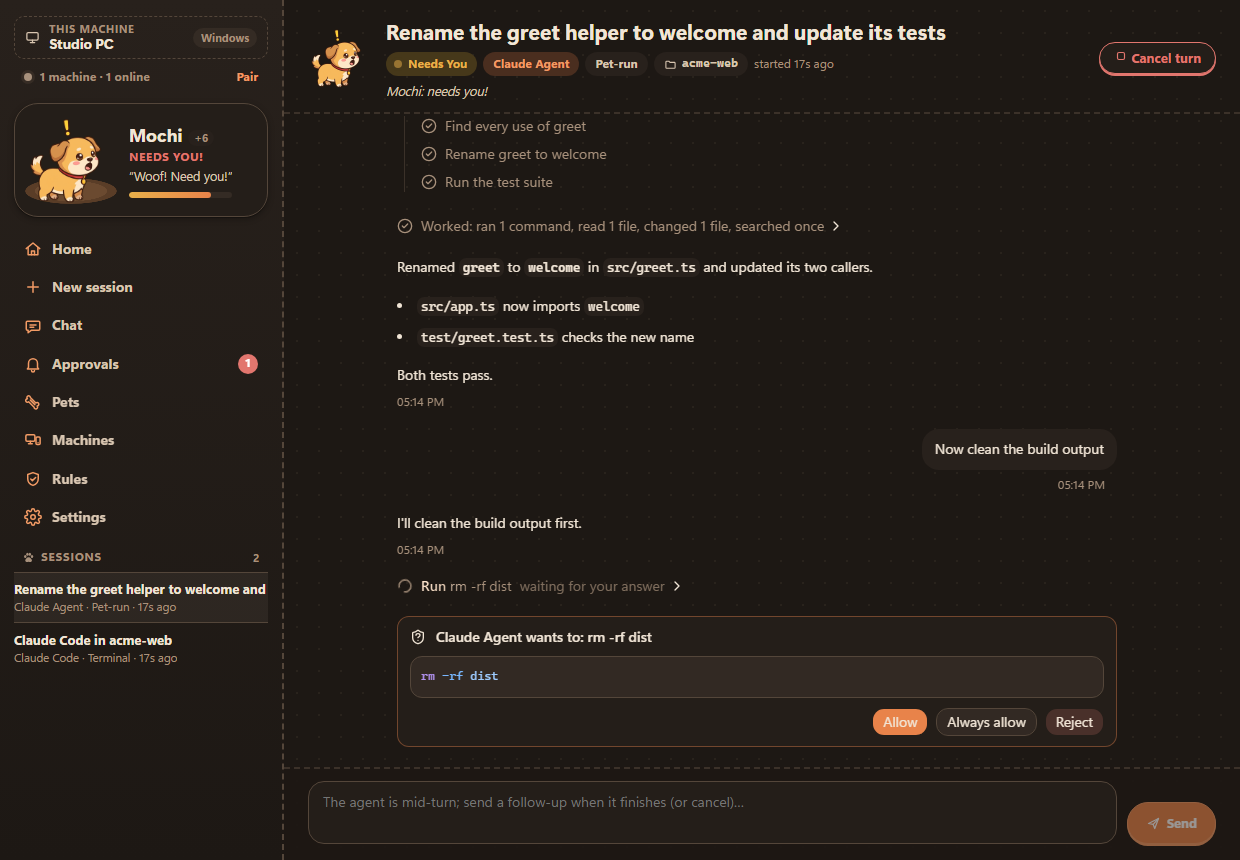 THIS MACHINE
Studio PC
Windows
1 machine · 1 online
Pair
Mochi +6
NEEDS YOU!
“Woof! Need you!”
Home
New session
Chat
Approvals 1
Pets
Machines
Rules
Settings
SESSIONS 2
Rename the greet helper to welcome and
Claude Agent · Pet-run · 17s ago
Claude Code in acme-web
Claude Code · Terminal · 17s ago
Rename the greet helper to welcome and update its tests
Needs You Claude Agent Pet-run acme-web started 17s ago
Mochi: needs you!
Cancel turn
Find every use of greet
Rename greet to welcome
Run the test suite
Worked: ran 1 command, read 1 file, changed 1 file, searched once
Renamed greet to welcome in src/greet.ts and updated its two callers.
• src/app.ts now imports welcome
• test/greet.test.ts checks the new name
Both tests pass.
05:14 PM
Now clean the build output
05:14 PM
I'll clean the build output first.
05:14 PM
Run rm -rf dist waiting for your answer
Claude Agent wants to: rm -rf dist
rm -rf dist
Allow Always allow Reject
The agent is mid-turn; send a follow-up when it finishes (or cancel)...
Send